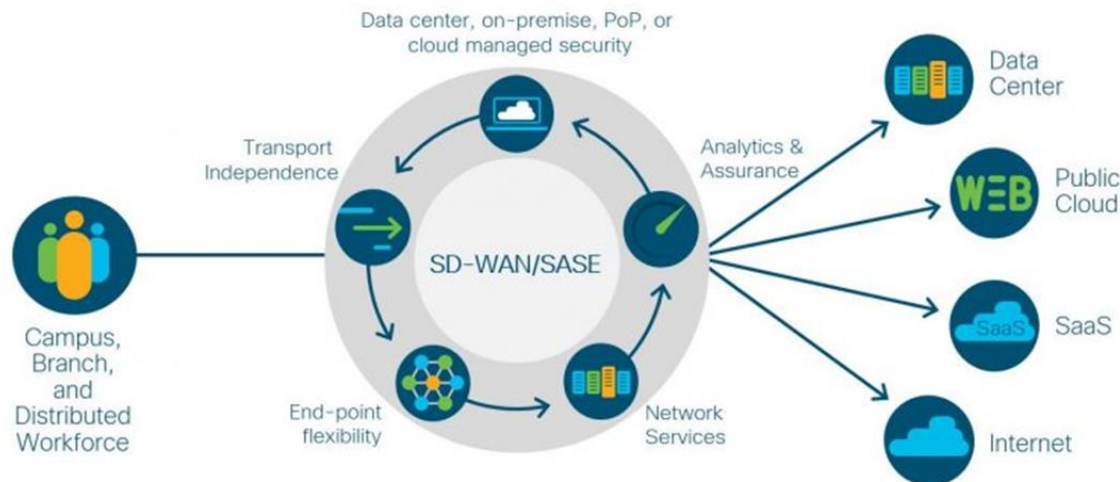 Data center, on-premise, PoP, or
cloud managed security
Transport
Independence
Analytics &
Assurance
SD-WAN/SASE
End-point
flexibility
Network
Services
Campus,
Branch,
and
Distributed
Workforce
Data
Center
WEB
Public
Cloud
SaaS
SaaS
Internet